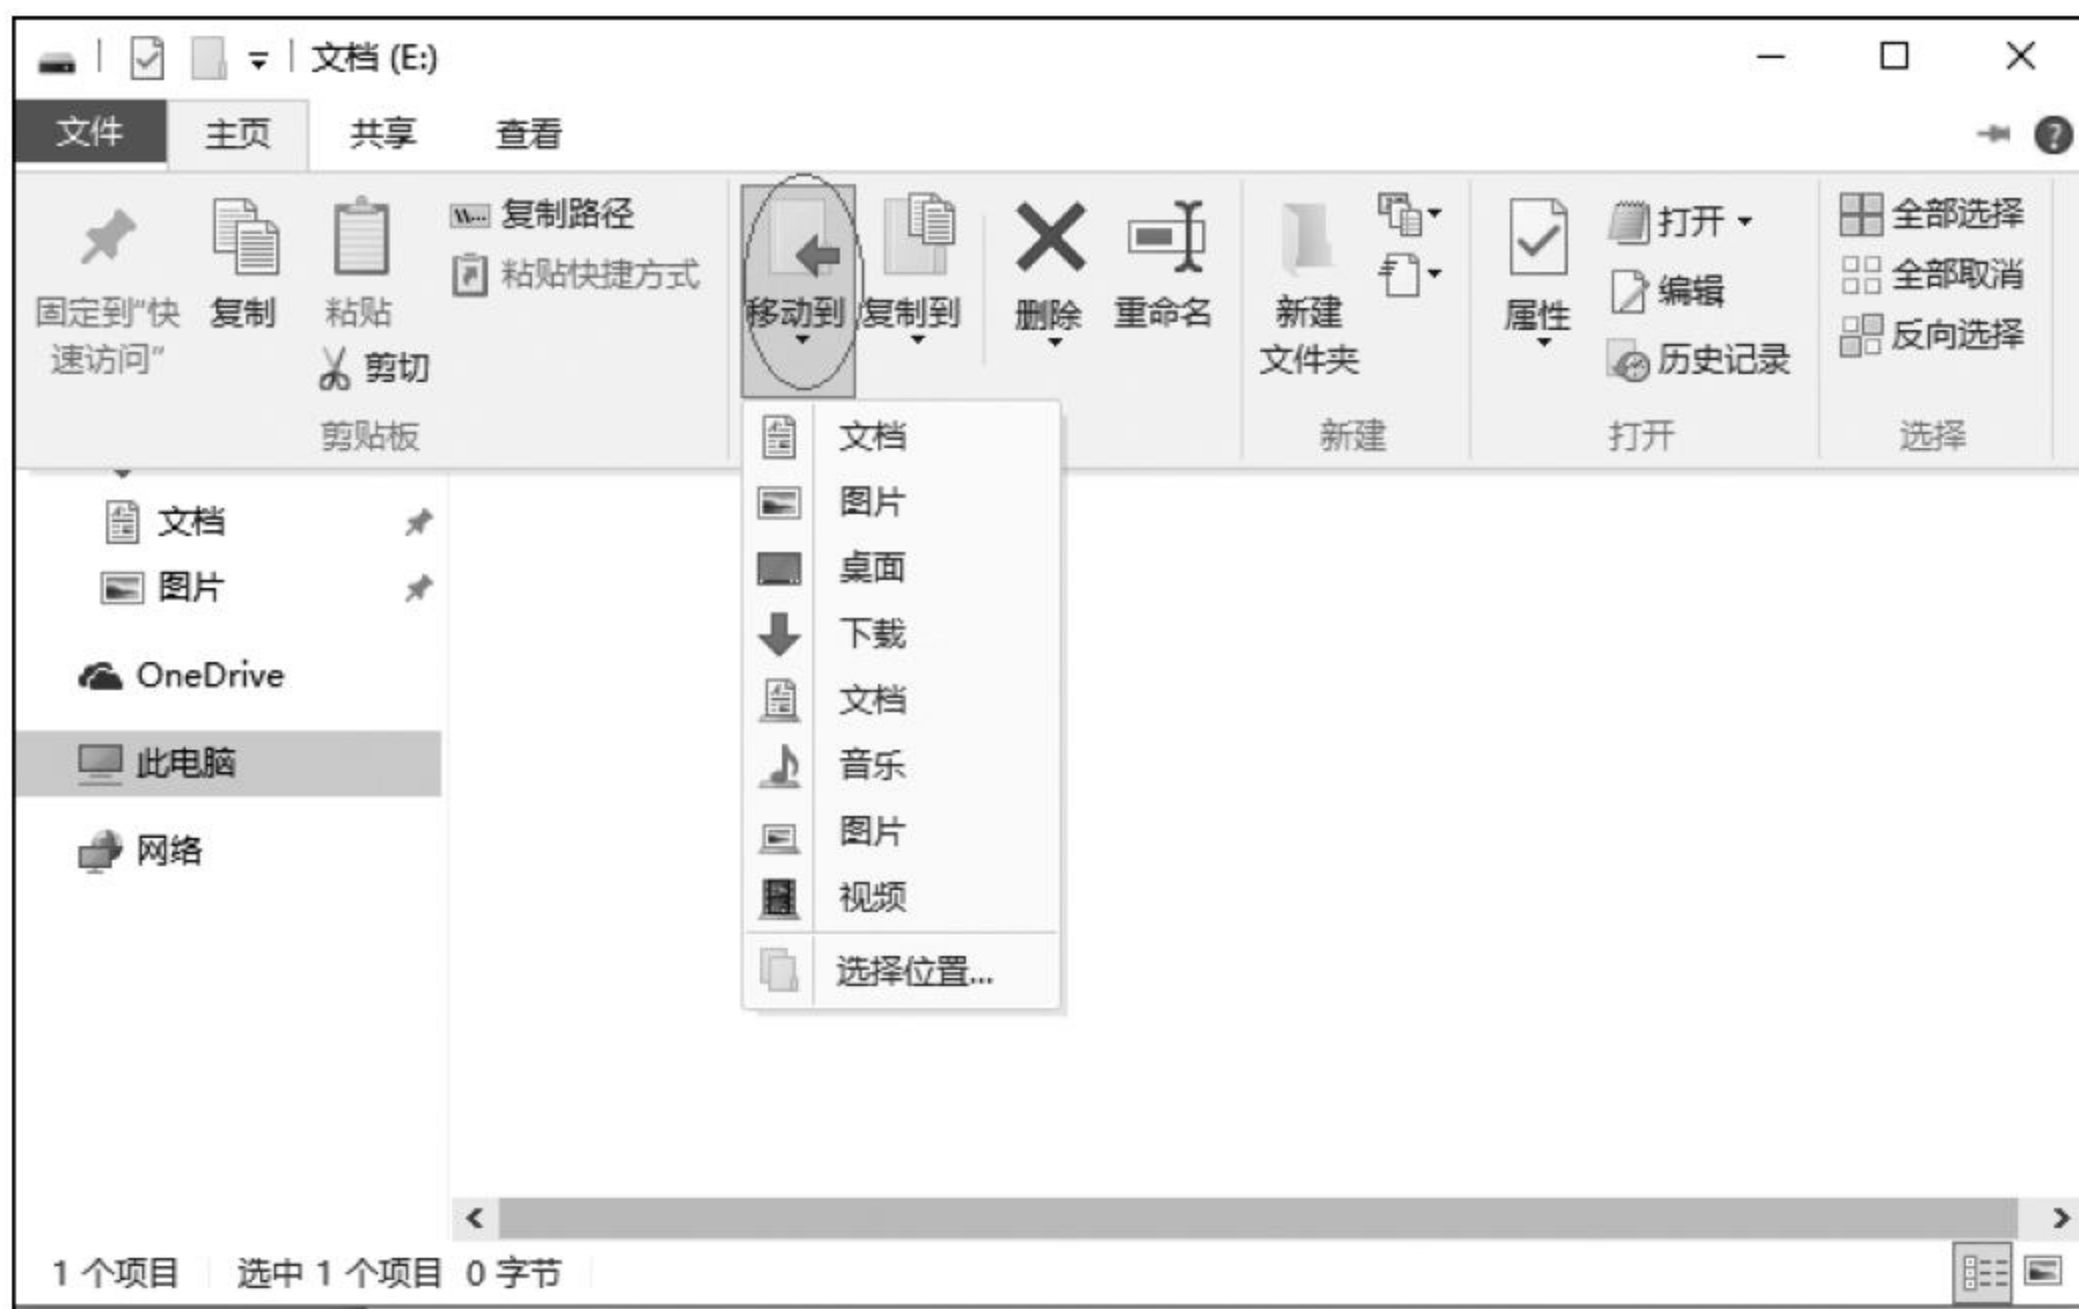 文档 (E:)
文件 主页 共享 查看
固定到“快速访问”
复制
粘贴
剪切
复制路径
粘贴快捷方式
剪贴板
移动到
复制到
删除
重命名
新建
文件夹
新建
属性
打开
编辑
历史记录
打开
全部选择
全部取消
反向选择
选择
文档
图片
OneDrive
此电脑
网络
文档
图片
桌面
下载
文档
音乐
图片
视频
选择位置...
1 个项目 选中 1 个项目 0 字节